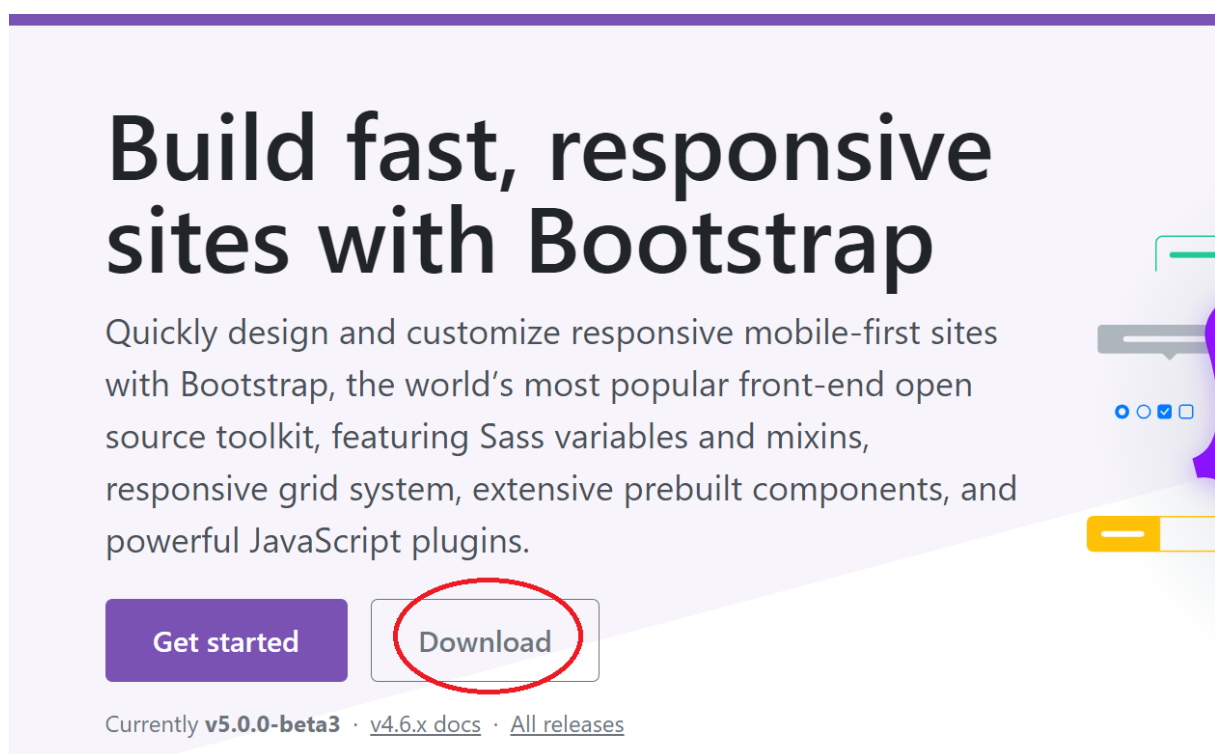 Build fast, responsive
sites with Bootstrap
Quickly design and customize responsive mobile-first sites
with Bootstrap, the world’s most popular front-end open
source toolkit, featuring Sass variables and mixins,
responsive grid system, extensive prebuilt components, and
powerful JavaScript plugins.
Get started Download
Currently v5.0.0-beta3 · v4.6.x docs · All releases